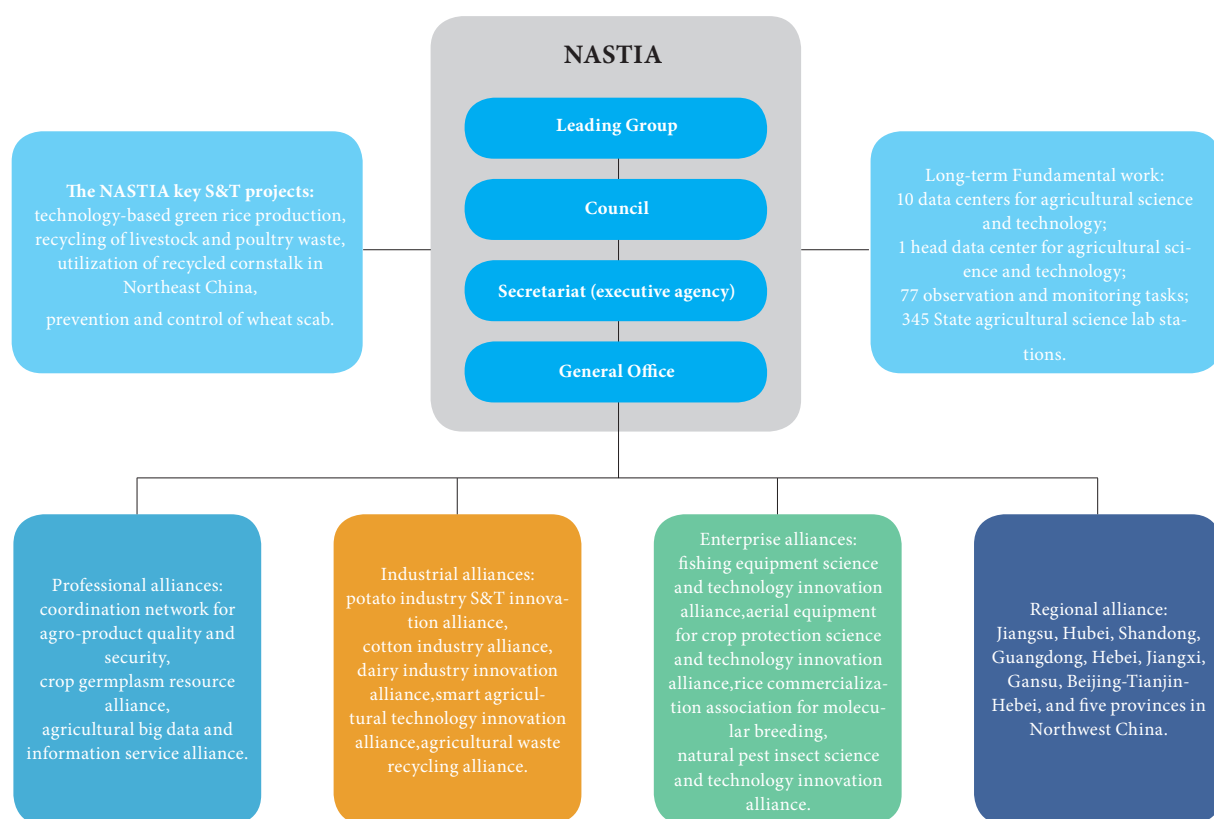 NASTIA
Leading Group
Council
Secretariat (executive agency)
General Office
The NASTIA key S&T projects:
technology-based green rice production,
recycling of livestock and poultry waste,
utilization of recycled cornstalk in
Northeast China,
prevention and control of wheat scab.
Long-term Fundamental work:
10 data centers for agricultural science
and technology;
1 head data center for agricultural sci-
ence and technology;
77 observation and monitoring tasks;
345 State agricultural science lab sta-
tions.
Professional alliances:
coordination network for
agro-product quality and
security,
crop germplasm resource
alliance,
agricultural big data and
information service alliance.
Industrial alliances:
potato industry S&T innova-
tion alliance,
cotton industry alliance,
dairy industry innovation
alliance,smart agricul-
tural technology innovation
alliance,agricultural waste
recycling alliance.
Enterprise alliances:
fishing equipment science
and technology innovation
alliance,aerial equipment
for crop protection science
and technology innovation
alliance,rice commercializa-
tion association for molecu-
lar breeding,
natural pest insect science
and technology innovation
alliance.
Regional alliance:
Jiangsu, Hubei, Shandong,
Guangdong, Hebei, Jiangxi,
Gansu, Beijing-Tianjin-
Hebei, and five provinces in
Northwest China.